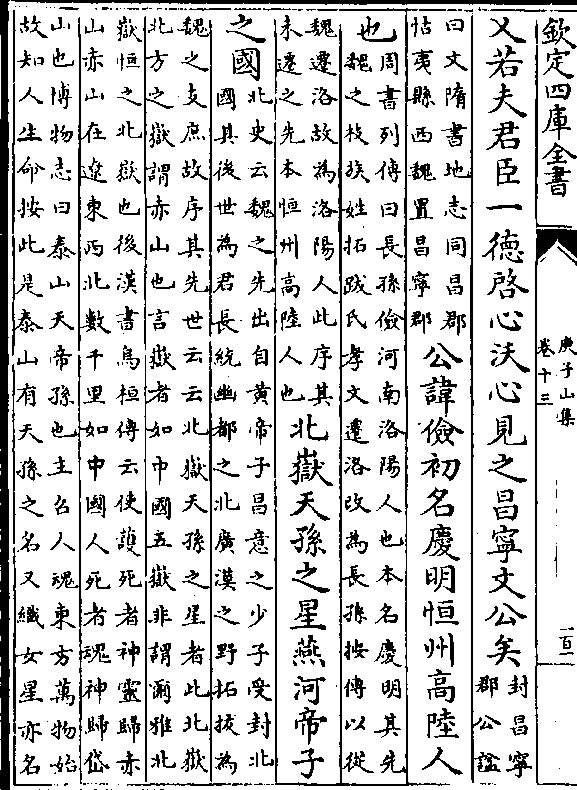 欽定四庫全書
庾子山集
卷十三
乂若夫君臣一德啓心沃心見之昌寧文公矣
封昌寧
郡公諡
曰文隋書地志同昌郡
怙夷縣西魏置昌寧郡
公諱儉初名慶明恒州高陸人
也
周書列傳曰長孫儉河南洛陽人也本名慶明其先
魏之枝族姓拓跋氏孝文遷洛改為長孫按傳以從
魏遷洛故為洛陽人此序其
未遷之先本恒州高陸人也
北嶽天孫之星燕河帝子
之國
北史云魏之先出自黄帝子昌意之少子受封北
國其後世為君長統幽都之北廣漠之野拓拔為
魏之支庶故序其先世云云北嶽天孫之星者此北嶽
北方之嶽謂赤山也言嶽者如中國五嶽非謂爾雅北
嶽恒之北嶽也後漢書烏桓傳云使護死者神靈歸赤
山赤山在遼東西北數千里如中國人死者魂神歸岱
山也博物志曰泰山天帝孫也主召人魂東方萬物始
故知人生命按此是泰山有天孫之名又織女星亦名